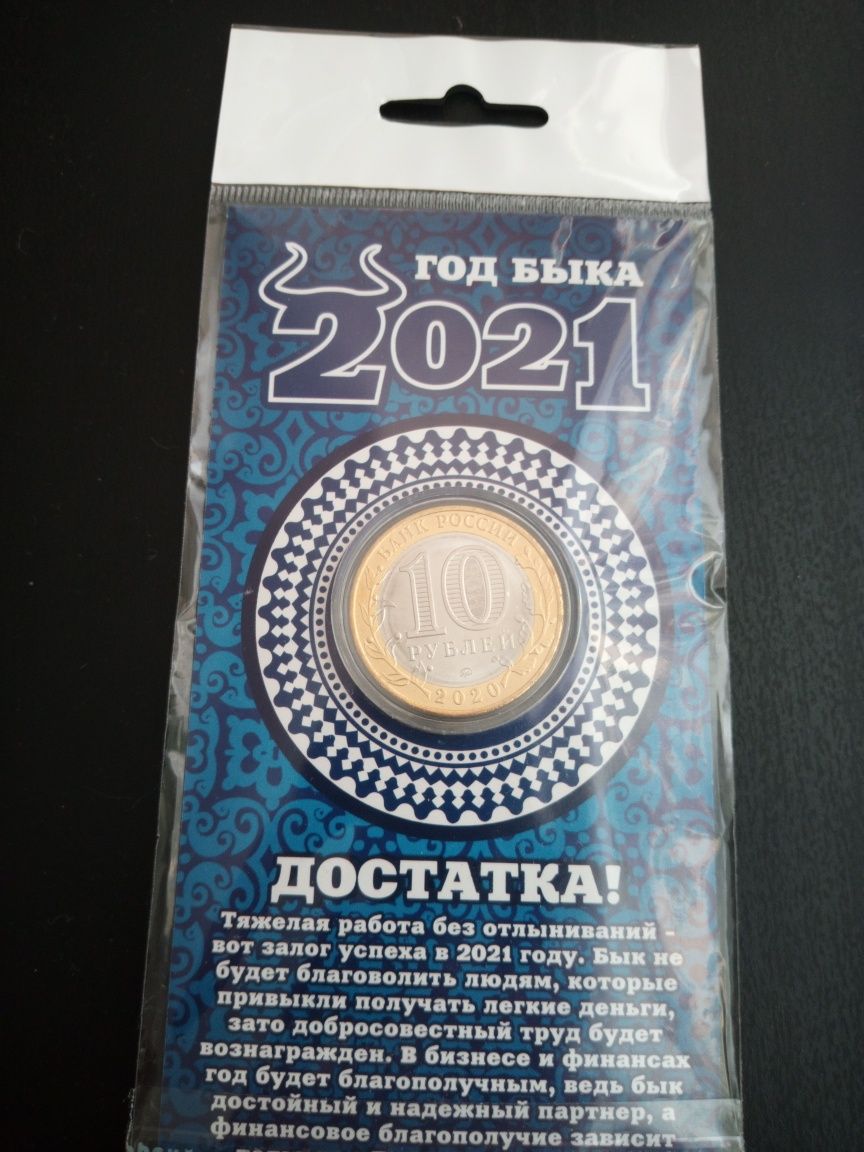 ГОД БЫКА
2021
БАНК РОССИИ
10
РУБЛЕЙ
2020
ДОСТАТКА!
Тяжелая работа без отлыниваний -
вот залог успеха в 2021 году. Бык не
будет благоволить людям, которые
привыкли получать легкие деньги,
зато добросовестный труд будет
вознагражден. В бизнесе и финансах
год будет благополучным, ведь бык
достойный и надежный партнер, а
финансовое благополучие зависит